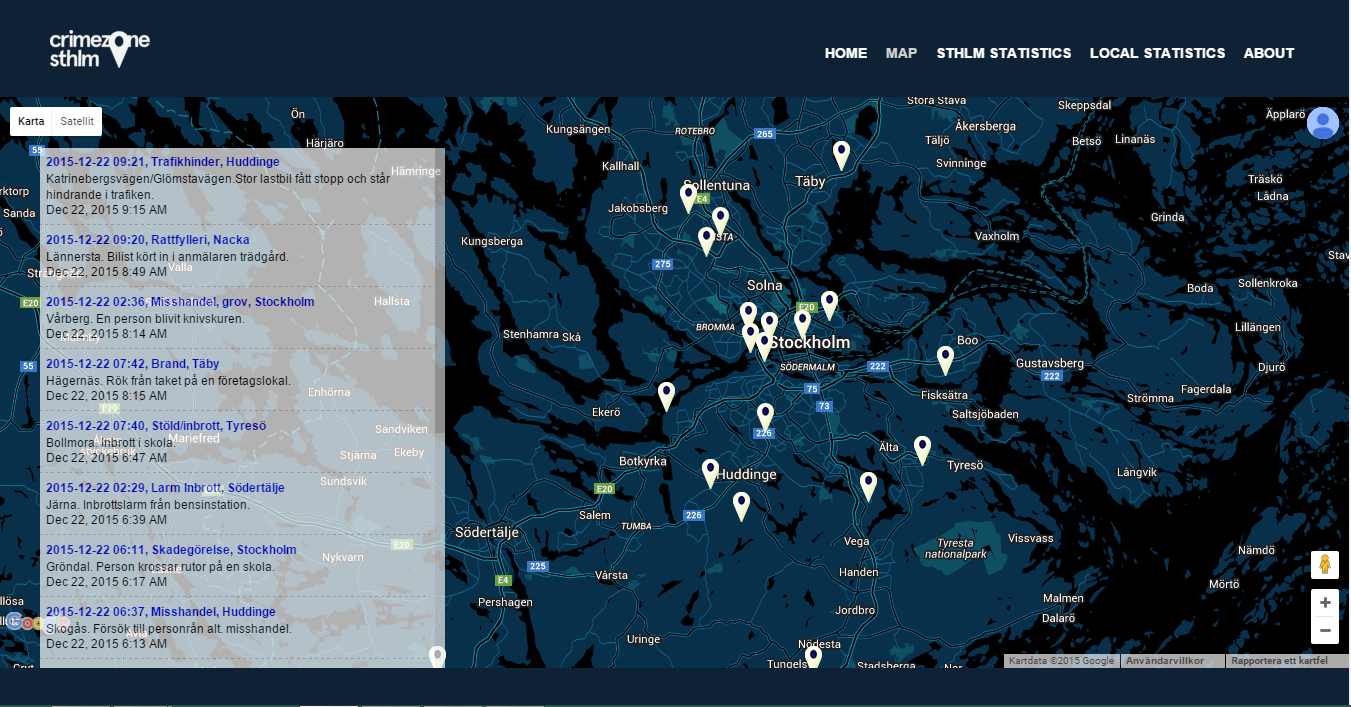 crimezone
sthlm
HOME
MAP
STHLM STATISTICS
LOCAL STATISTICS
ABOUT
Karta
Satellit
2015-12-22 09:21, Trafikhinder, Huddinge
Katrinebergsvägen/Glömstavägen.Stor lastbil fått stopp och står
hindrande i trafiken.
Dec 22, 2015 9:15 AM
2015-12-22 09:20, Rattfylleri, Nacka
Lännersta. Bilist kört in i anmälaren trädgård.
Dec 22, 2015 8:49 AM
2015-12-22 02:36, Misshandel, grov, Stockholm
Vårberg. En person blivit knivskuren.
Dec 22, 2015 8:14 AM
2015-12-22 07:42, Brand, Täby
Hägernäs. Rök från taket på en företagslokal.
Dec 22, 2015 8:15 AM
2015-12-22 07:40, Stöld/inbrott, Tyresö
Bollmora. Inbrott i skola.
Dec 22, 2015 6:47 AM
2015-12-22 02:29, Larm Inbrott, Södertälje
Järna. Inbrottslarm från bensinstation.
Dec 22, 2015 6:39 AM
2015-12-22 06:11, Skadegörelse, Stockholm
Gröndal. Person krossar rutor på en skola.
Dec 22, 2015 6:17 AM
2015-12-22 06:37, Misshandel, Huddinge
Skogås. Försök till personrån alt. misshandel.
Dec 22, 2015 6:13 AM
Ön
Härjäro
Hämringe
Sanda
Valla
E20
Hallsta
Malmby
55
Enhörna
E20
Mariefred
Sandviken
Stjärna
Ekeby
Sundsvik
E20
Nykvarn
Kungsängen
ROTEBRO
265
Stora Stava
Skeppsdal
Äpplarö
Åkersberga
Täljö
Betsö
Linanäs
Kallhall
Svinninge
Sollentuna
Täby
Träskö
E4
Lådna
Jakobsberg
Grinda
Kungsberga
Vaxholm
275
Solna
Sollenkroka
Boda
E20
BROMMA
Lillängen
Stenhamra
Skå
Stockholm
Boo
Gustavsberg
SÖDERMALM
222
222
Djurö
75
Fagerdala
Fisksätra
Strömma
73
Ekerö
Saltsjöbaden
226
Älta
Botkyrka
Tyresö
Långvik
Huddinge
E20
Salem
226
TUMBA
Södertälje
Vega
Tyresta
nationalpark
Vissvass
Nämdö
225
E4
Vårsta
Handen
Mörtö
Pershagen
Malmen
Jordbro
Dalarö
Uringe
Nödesta
Tungels
Stadsberga
Kartdata ©2015 Google
Användarvillkor
Rapportera ett kartfel